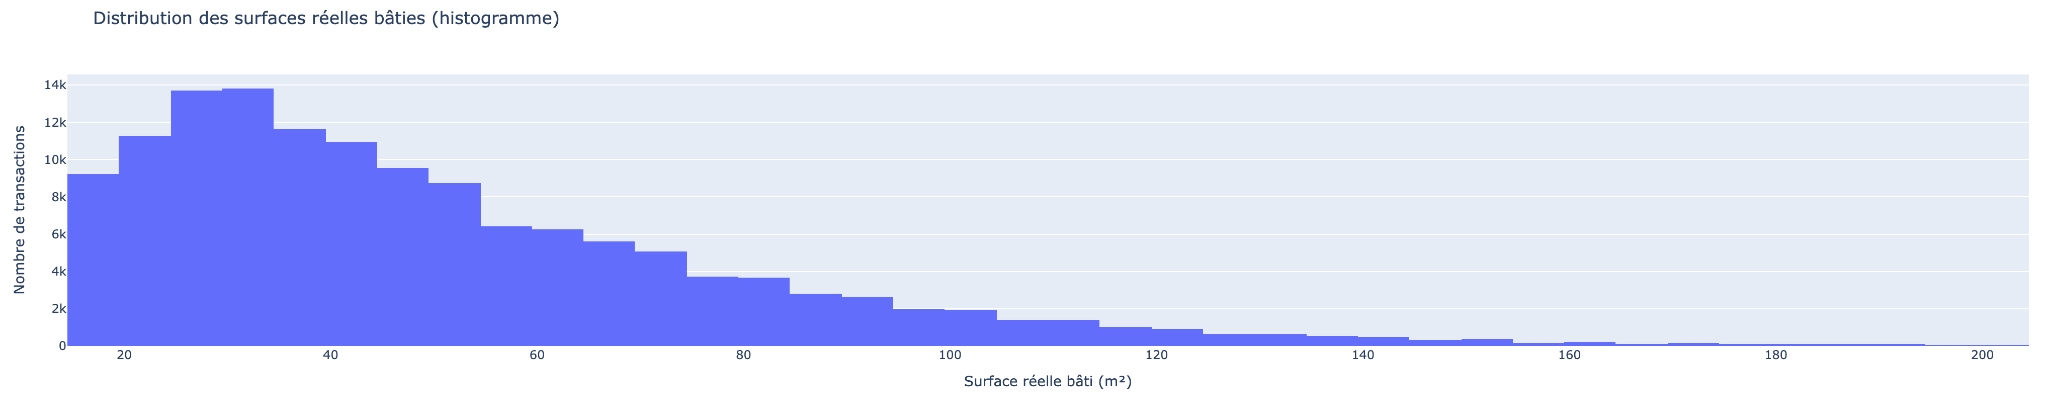 Distribution des surfaces réelles bâties (histogramme)
14k
12k
10k
8k
6k
4k
2k
0
Nombre de transactions
20 40 60 80 100 120 140 160 180 200
Surface réelle bâti (m²)